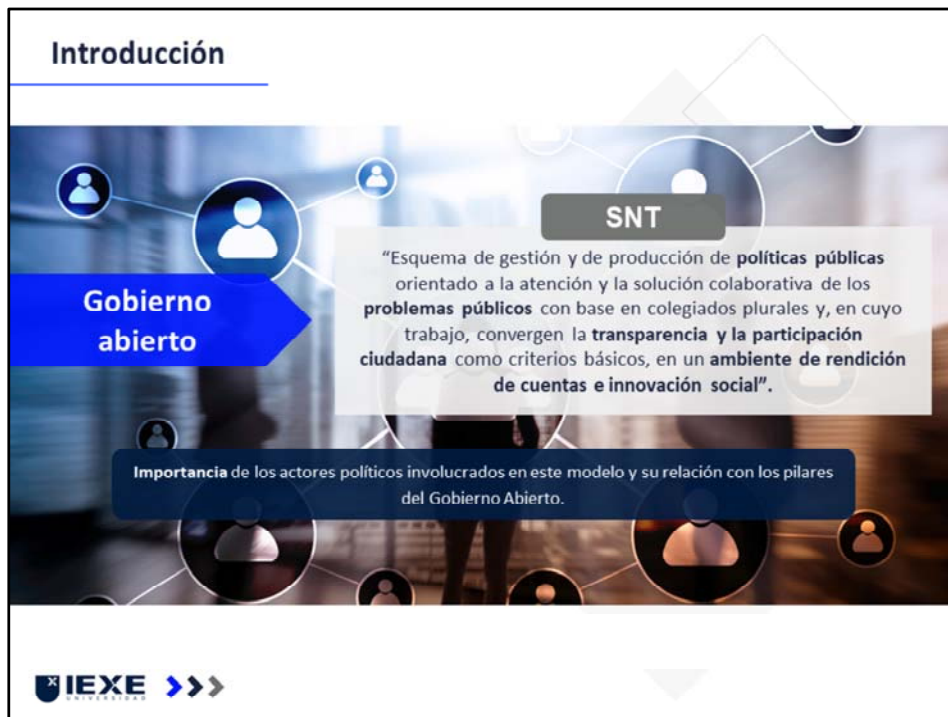 Introducción
SNT
Gobierno
abierto
“Esquema de gestión y de producción de políticas públicas
orientado a la atención y la solución colaborativa de los
problemas públicos con base en colegiados plurales y, en cuyo
trabajo, convergen la transparencia y la participación
ciudadana como criterios básicos, en un ambiente de rendición
de cuentas e innovación social”.
Importancia de los actores políticos involucrados en este modelo y su relación con los pilares
del Gobierno Abierto.
IEXE
UNIVERSIDAD